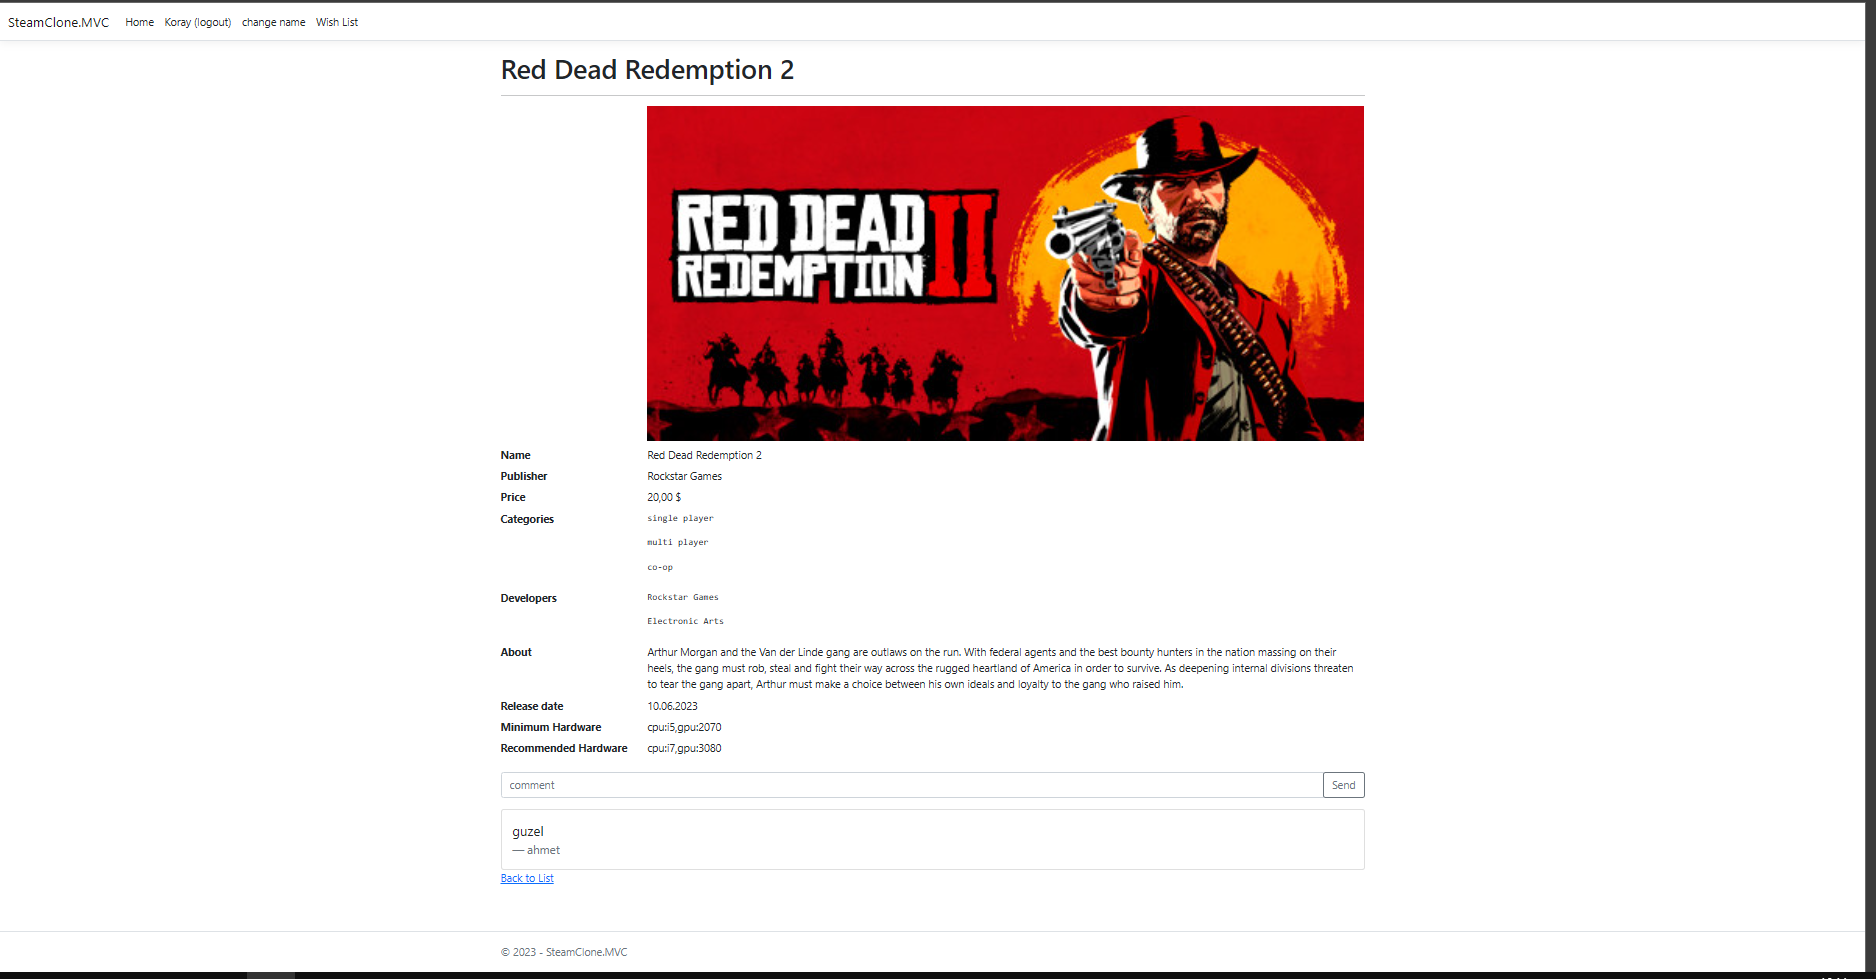 SteamClone.MVC Home Koray (logout) change name Wish List
Red Dead Redemption 2
RED DEAD
REDEMPTION II
Name Red Dead Redemption 2
Publisher Rockstar Games
Price 20,00 $
Categories single player
multi player
co-op
Developers Rockstar Games
Electronic Arts
About Arthur Morgan and the Van der Linde gang are outlaws on the run. With federal agents and the best bounty hunters in the nation massing on their
heels, the gang must rob, steal and fight their way across the rugged heartland of America in order to survive. As deepening internal divisions threaten
to tear the gang apart, Arthur must make a choice between his own ideals and loyalty to the gang who raised him.
Release date 10.06.2023
Minimum Hardware cpu:i5,gpu:2070
Recommended Hardware cpu:i7,gpu:3080
comment Send
guzel
— ahmet
Back to List
© 2023 - SteamClone.MVC